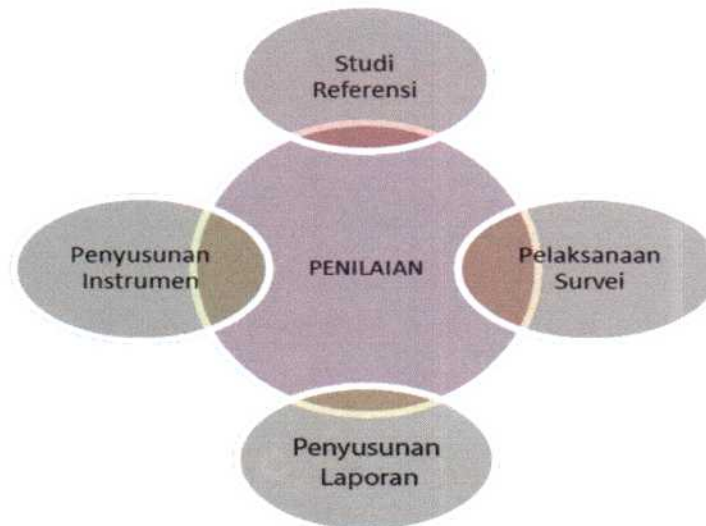 Studi
Referensi
Penyusunan
Instrumen
PENILAIAN
Pelaksanaan
Survei
Penyusunan
Laporan